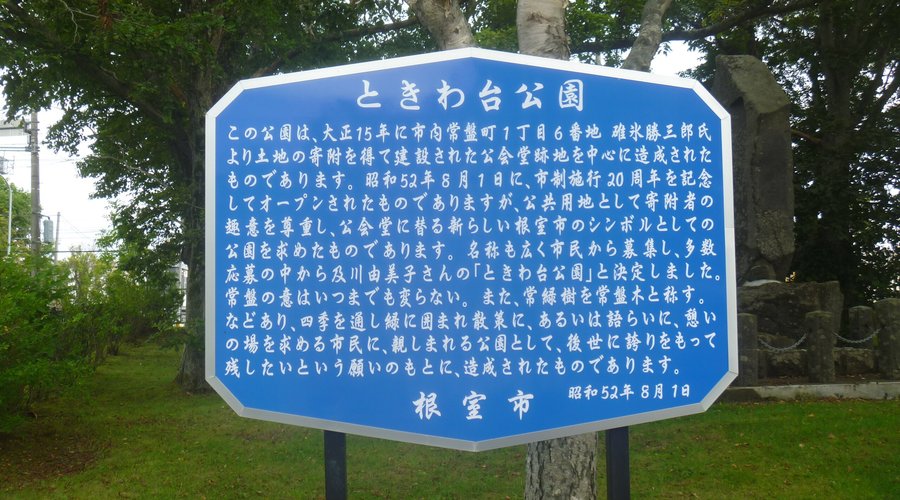 ときわ台公園
この公園は、大正15年に市内常盤町1丁目6番地 碓氷勝三郎氏
より土地の寄附を得て建設された公会堂跡地を中心に造成された
ものであります。昭和52年8月1日に、市制施行20周年を記念
してオープンされたものでありますが、公共用地として寄附者の
趣意を尊重し、公会堂に替る新らしい根室市のシンボルとしての
公園を求めたものであります。名称も広く市民から募集し、多数
応募の中から及川由美子さんの「ときわ台公園」と決定しました。
常盤の意はいつまでも変らない。また、常緑樹を常盤木と称す。
などあり、四季を通し緑に囲まれ散策に、あるいは語らいに、憩い
の場を求める市民に、親しまれる公園として、後世に誇りをもって
残したいという願いのもとに、造成されたものであります。
根室市 昭和52年8月1日